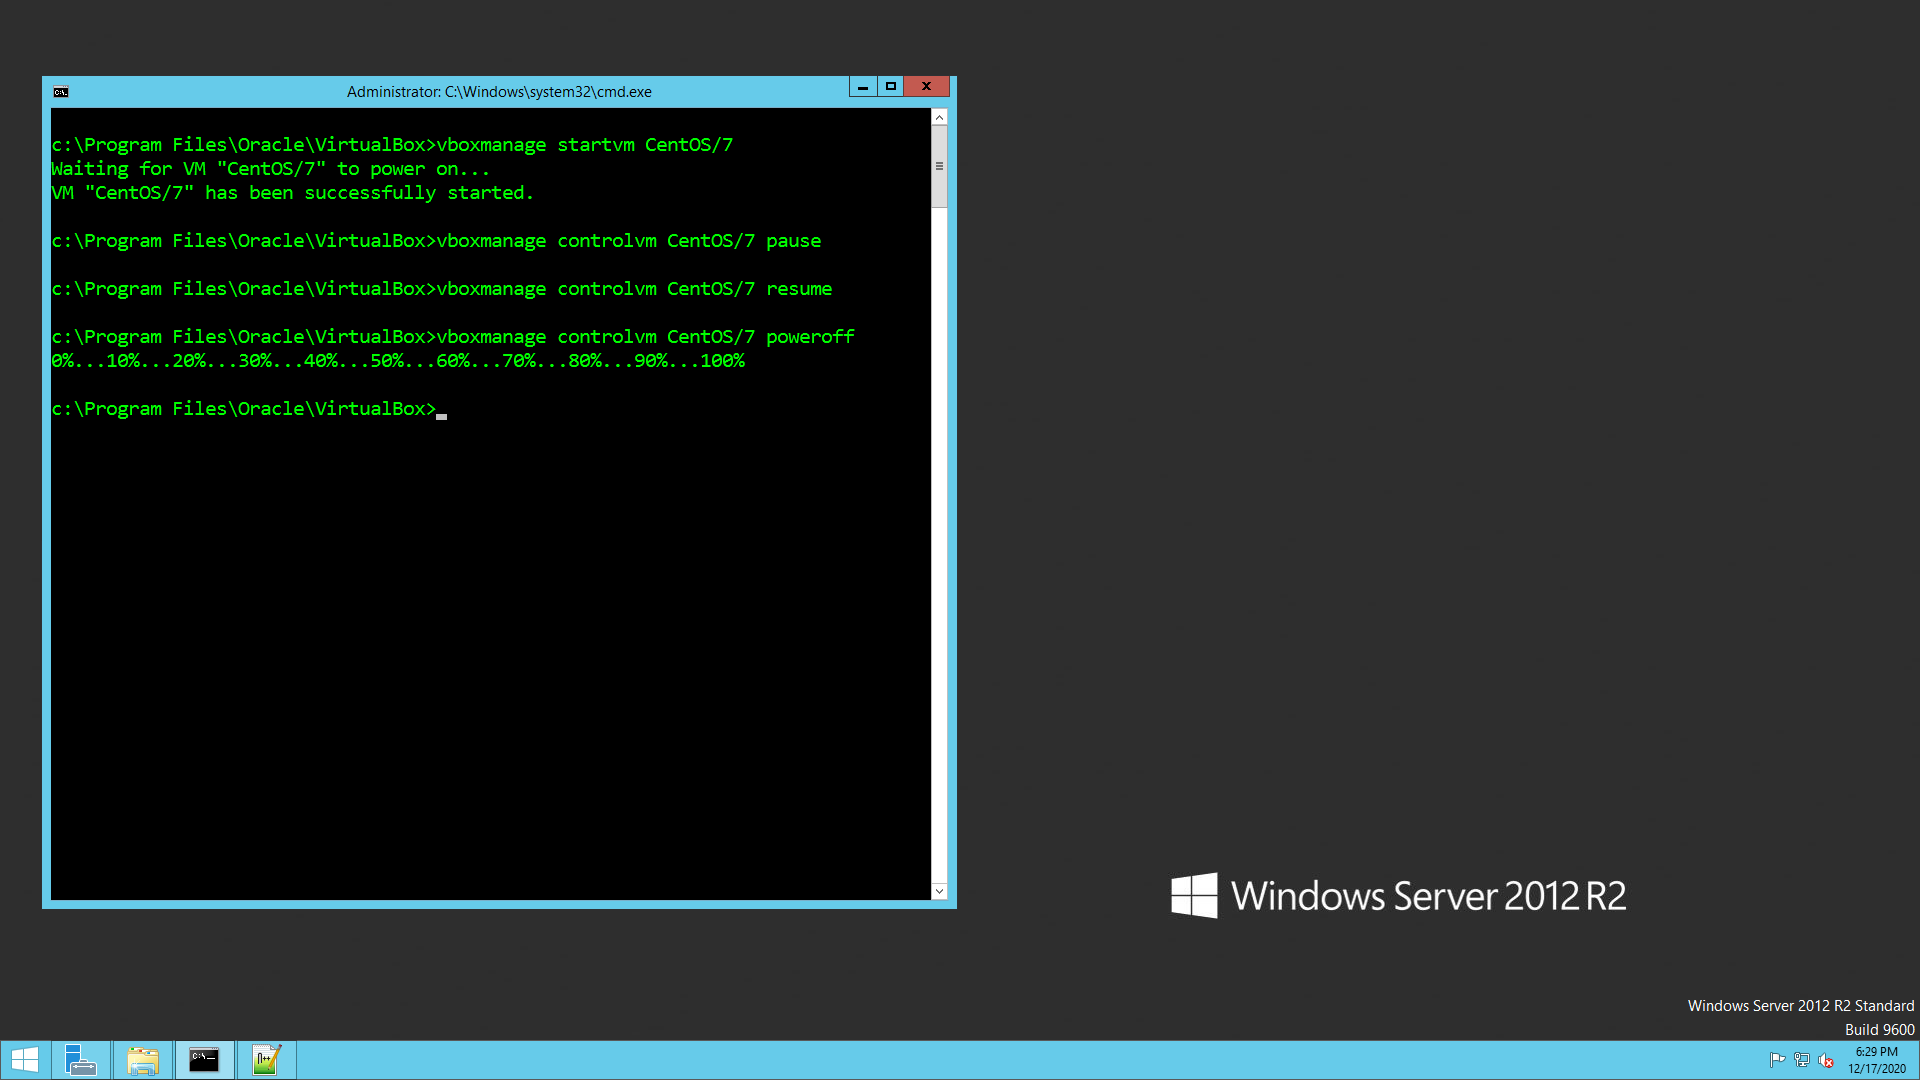 Administrator: C:\Windows\system32\cmd.exe
c:\Program Files\Oracle\VirtualBox>vboxmanage startvm CentOS/7
Waiting for VM "CentOS/7" to power on...
VM "CentOS/7" has been successfully started.
c:\Program Files\Oracle\VirtualBox>vboxmanage controlvm CentOS/7 pause
c:\Program Files\Oracle\VirtualBox>vboxmanage controlvm CentOS/7 resume
c:\Program Files\Oracle\VirtualBox>vboxmanage controlvm CentOS/7 poweroff
0%...10%...20%...30%...40%...50%...60%...70%...80%...90%...100%
c:\Program Files\Oracle\VirtualBox>
Windows Server 2012 R2
Windows Server 2012 R2 Standard
Build 9600
6:29 PM
12/17/2020